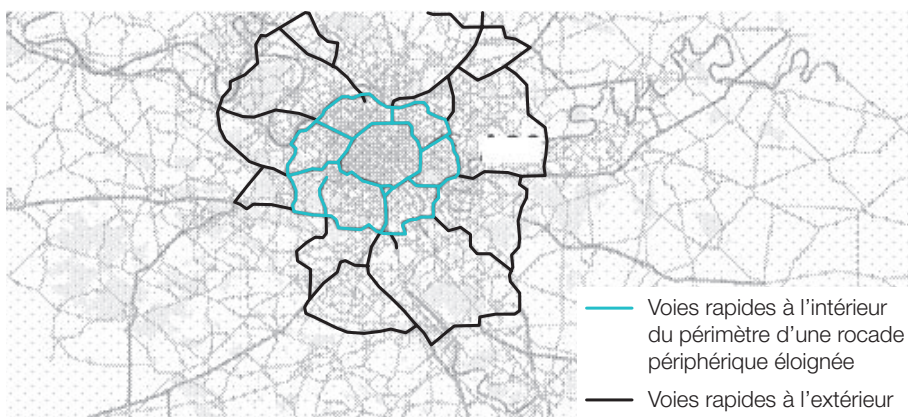 Voies rapides à l’intérieur
du périmètre d’une rocade
périphérique éloignée
Voies rapides à l’extérieur